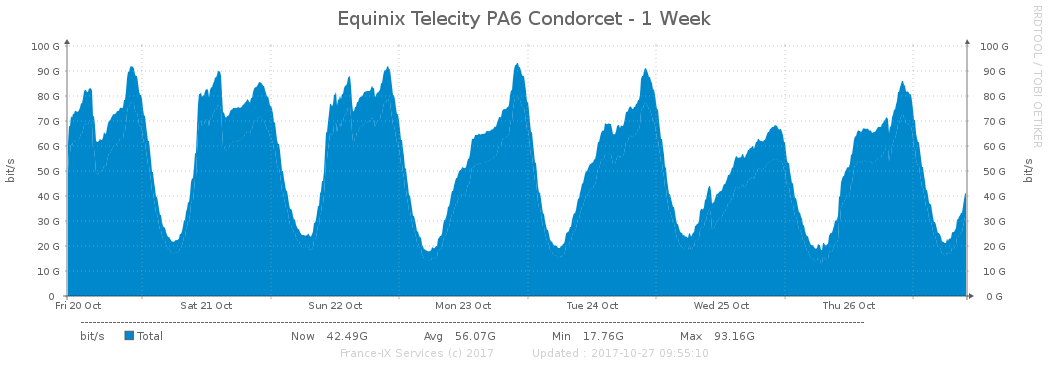 Equinix Telecity PA6 Condorcet - 1 Week
RRDTOOL / TOBI OETIKER
bit/s
100 G
90 G
80 G
70 G
60 G
50 G
40 G
30 G
20 G
10 G
0
100 G
90 G
80 G
70 G
60 G
50 G
40 G
30 G
20 G
10 G
0 G
bit/s
Fri 20 Oct Sat 21 Oct Sun 22 Oct Mon 23 Oct Tue 24 Oct Wed 25 Oct Thu 26 Oct
bit/s Total Now 42.49G Avg 56.07G Min 17.76G Max 93.16G
France-IX Services (c) 2017 Updated : 2017-10-27 09:55:10